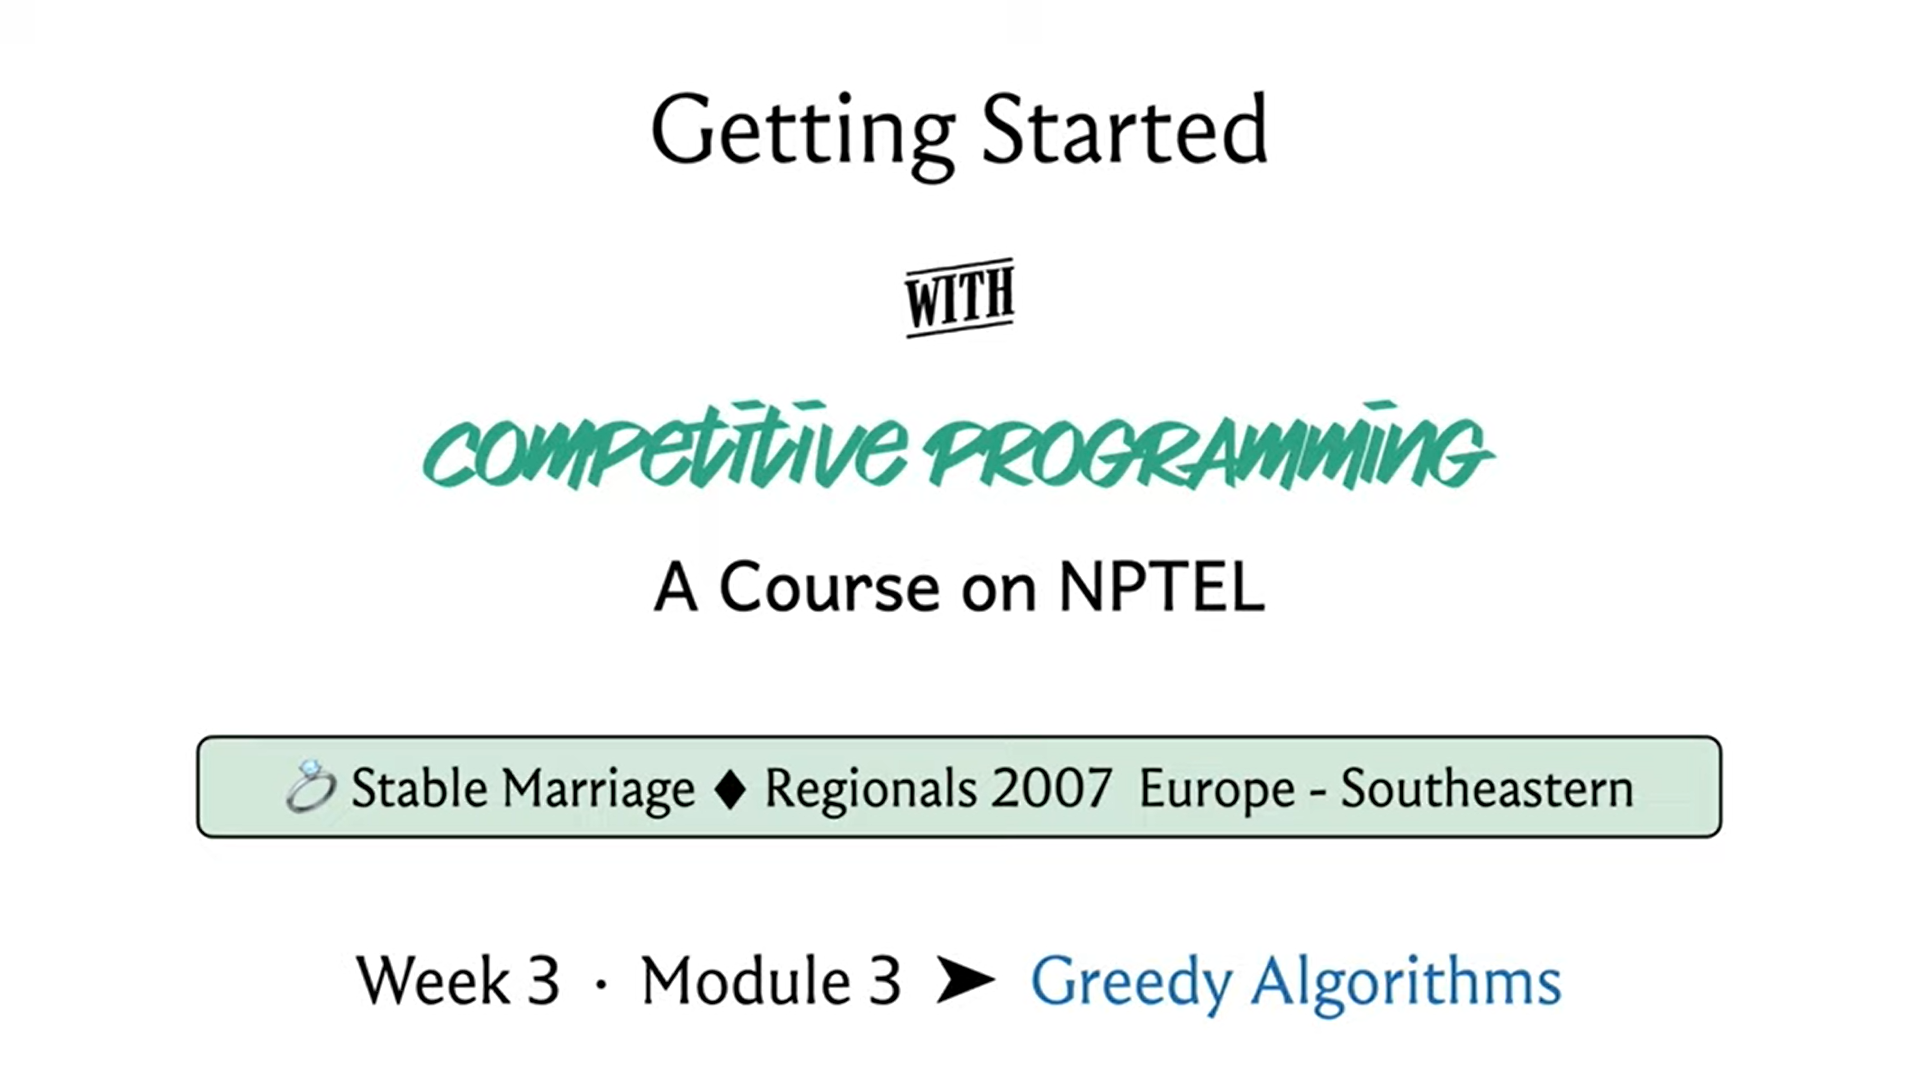 Getting Started
WITH
COMPETITIVE PROGRAMMING
A Course on NPTEL
💍 Stable Marriage ♦ Regionals 2007 Europe - Southeastern
Week 3 · Module 3 ➤ Greedy Algorithms